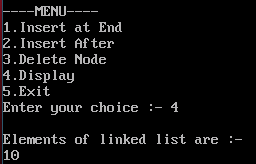 ----MENU----
1.Insert at End
2.Insert After
3.Delete Node
4.Display
5.Exit
Enter your choice :- 4
Elements of linked list are :-
10